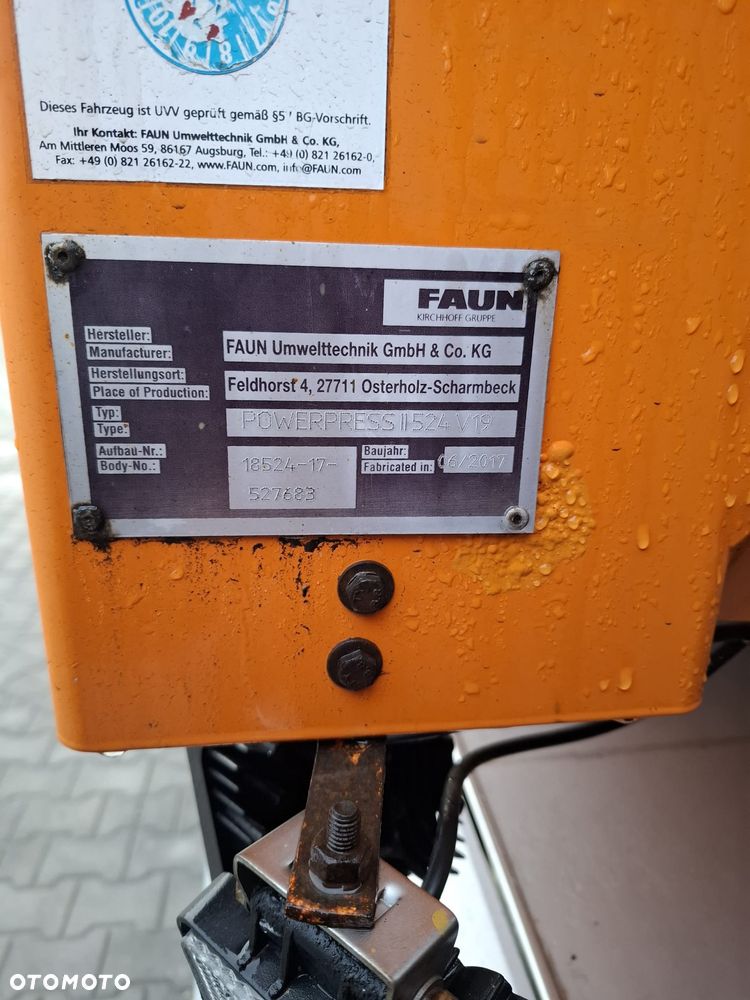 Dieses Fahrzeug ist UVV geprüft gemäß §5 BG-Vorschrift.
Ihr Kontakt: FAUN Umwelttechnik GmbH & Co. KG,
Am Mittleren Moos 59, 86167 Augsburg, Tel.: +49 (0) 821 26162-0,
Fax: +49 (0) 821 26162-22, www.FAUN.com, info@FAUN.com
FAUN
KIRCHHOFF GRUPPE
Hersteller:
Manufacturer:
FAUN Umwelttechnik GmbH & Co. KG
Herstellungsort:
Place of Production:
Feldhorst 4, 27711 Osterholz-Scharmbeck
Typ:
Type:
POWERPRESS II 524 V19
Aufbau-Nr.:
Body-No.:
18524-17-
527683
Baujahr:
Fabricated in:
06/2017
OTOMOTO